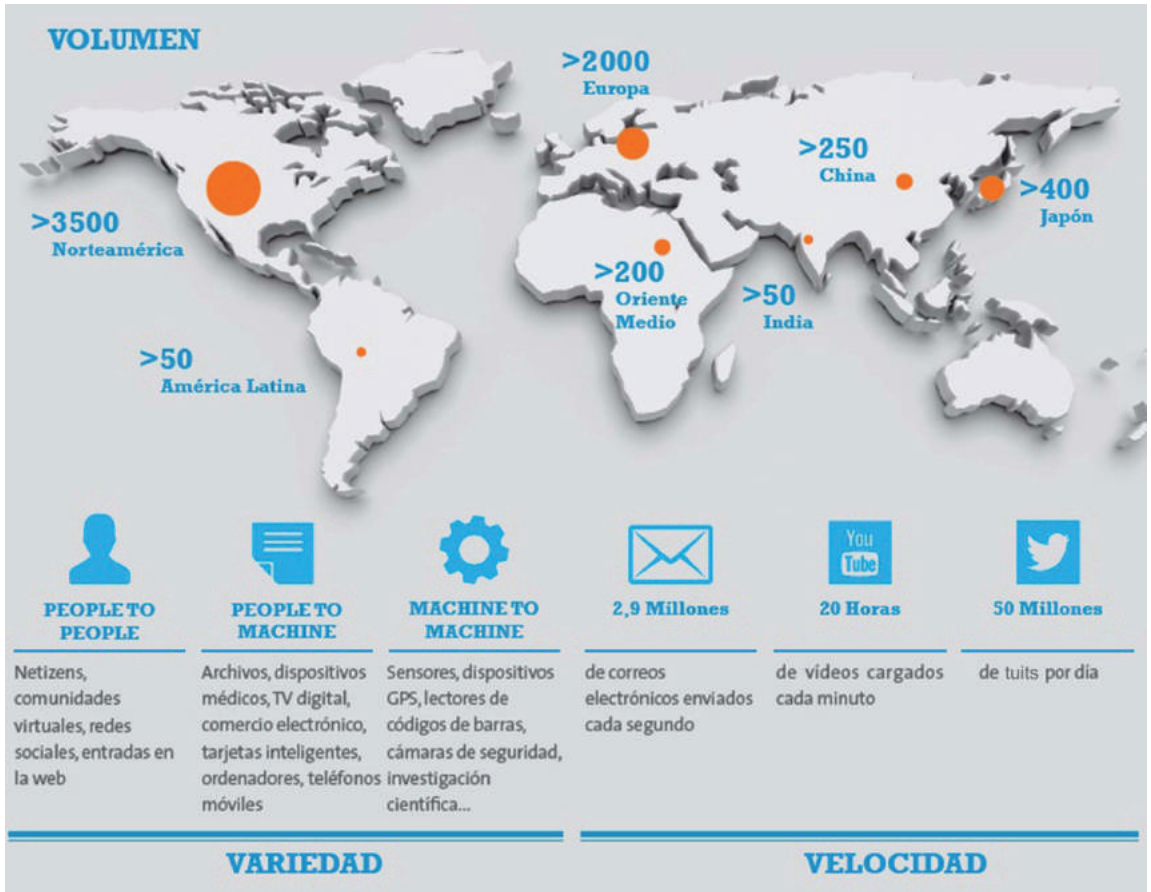 VOLUMEN
>2000
Europa
>250
China
>400
Japón
>3500
Norteamérica
>200
Oriente
Medio
>50
India
>50
América Latina
PEOPLE TO
PEOPLE
Netizens,
comunidades
virtuales, redes
sociales, entradas en
la web
PEOPLE TO
MACHINE
Archivos, dispositivos
médicos, TV digital,
comercio electrónico,
tarjetas inteligentes,
ordenadores, teléfonos
móviles
MACHINE TO
MACHINE
Sensores, dispositivos
GPS, lectores de
códigos de barras,
cámaras de seguridad,
investigación
científica...
2,9 Millones
de correos
electrónicos enviados
cada segundo
You
Tube
20 Horas
de vídeos cargados
cada minuto
50 Millones
de tuits por día
VARIEDAD
VELOCIDAD